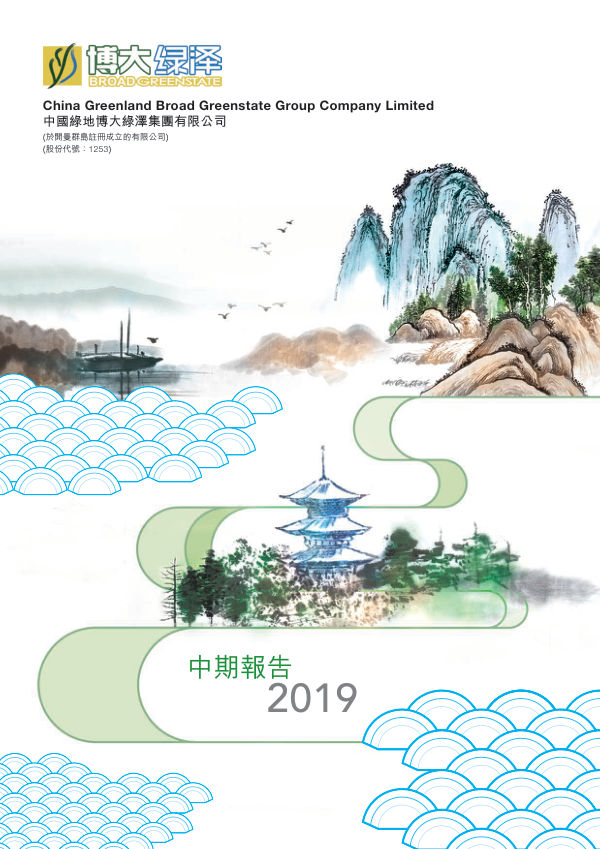 博大绿泽
BROAD GREENSTATE
China Greenland Broad Greenstate Group Company Limited
中國綠地博大綠澤集團有限公司
(於開曼群島註冊成立的有限公司)
(股份代號：1253)
中期報告
2019